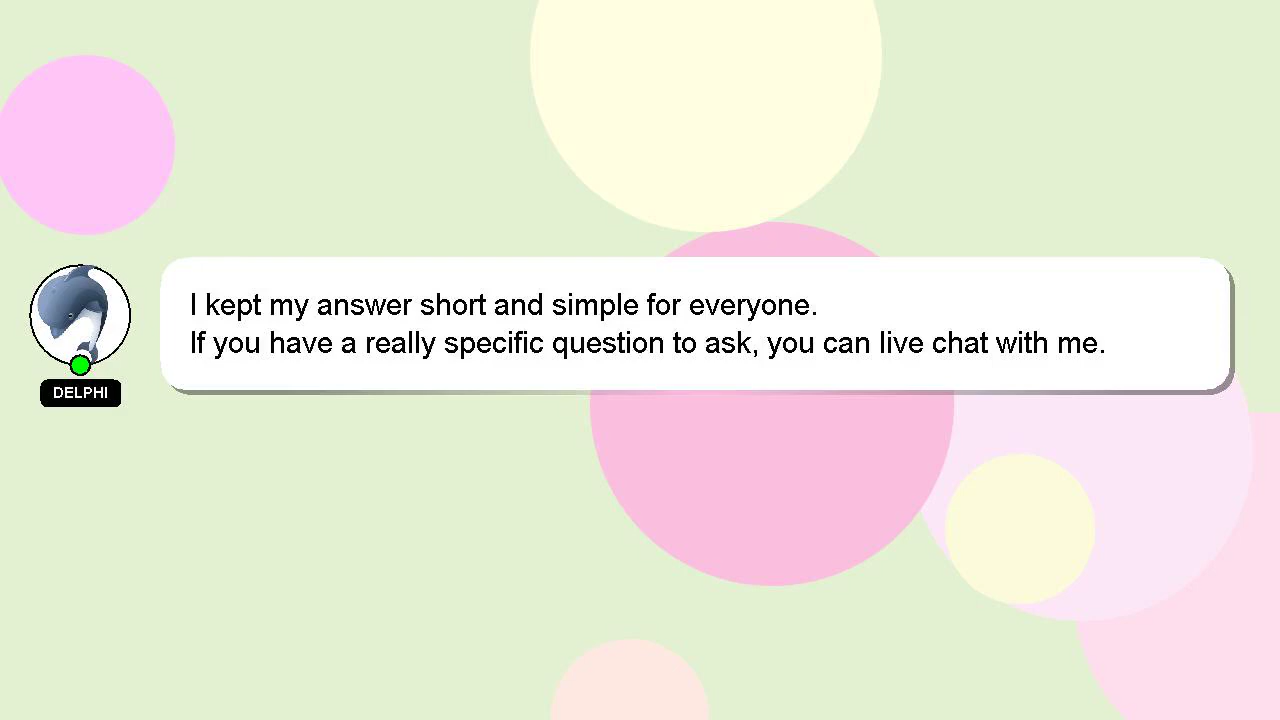 I kept my answer short and simple for everyone.
If you have a really specific question to ask, you can live chat with me.
DELPHI